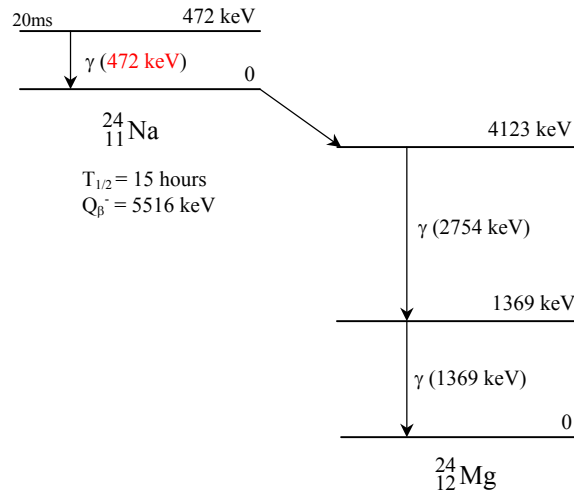 20ms 472 keV
γ (472 keV)
0
24
11Na
T1/2 = 15 hours
Qβ- = 5516 keV
4123 keV
γ (2754 keV)
1369 keV
γ (1369 keV)
0
24
12Mg